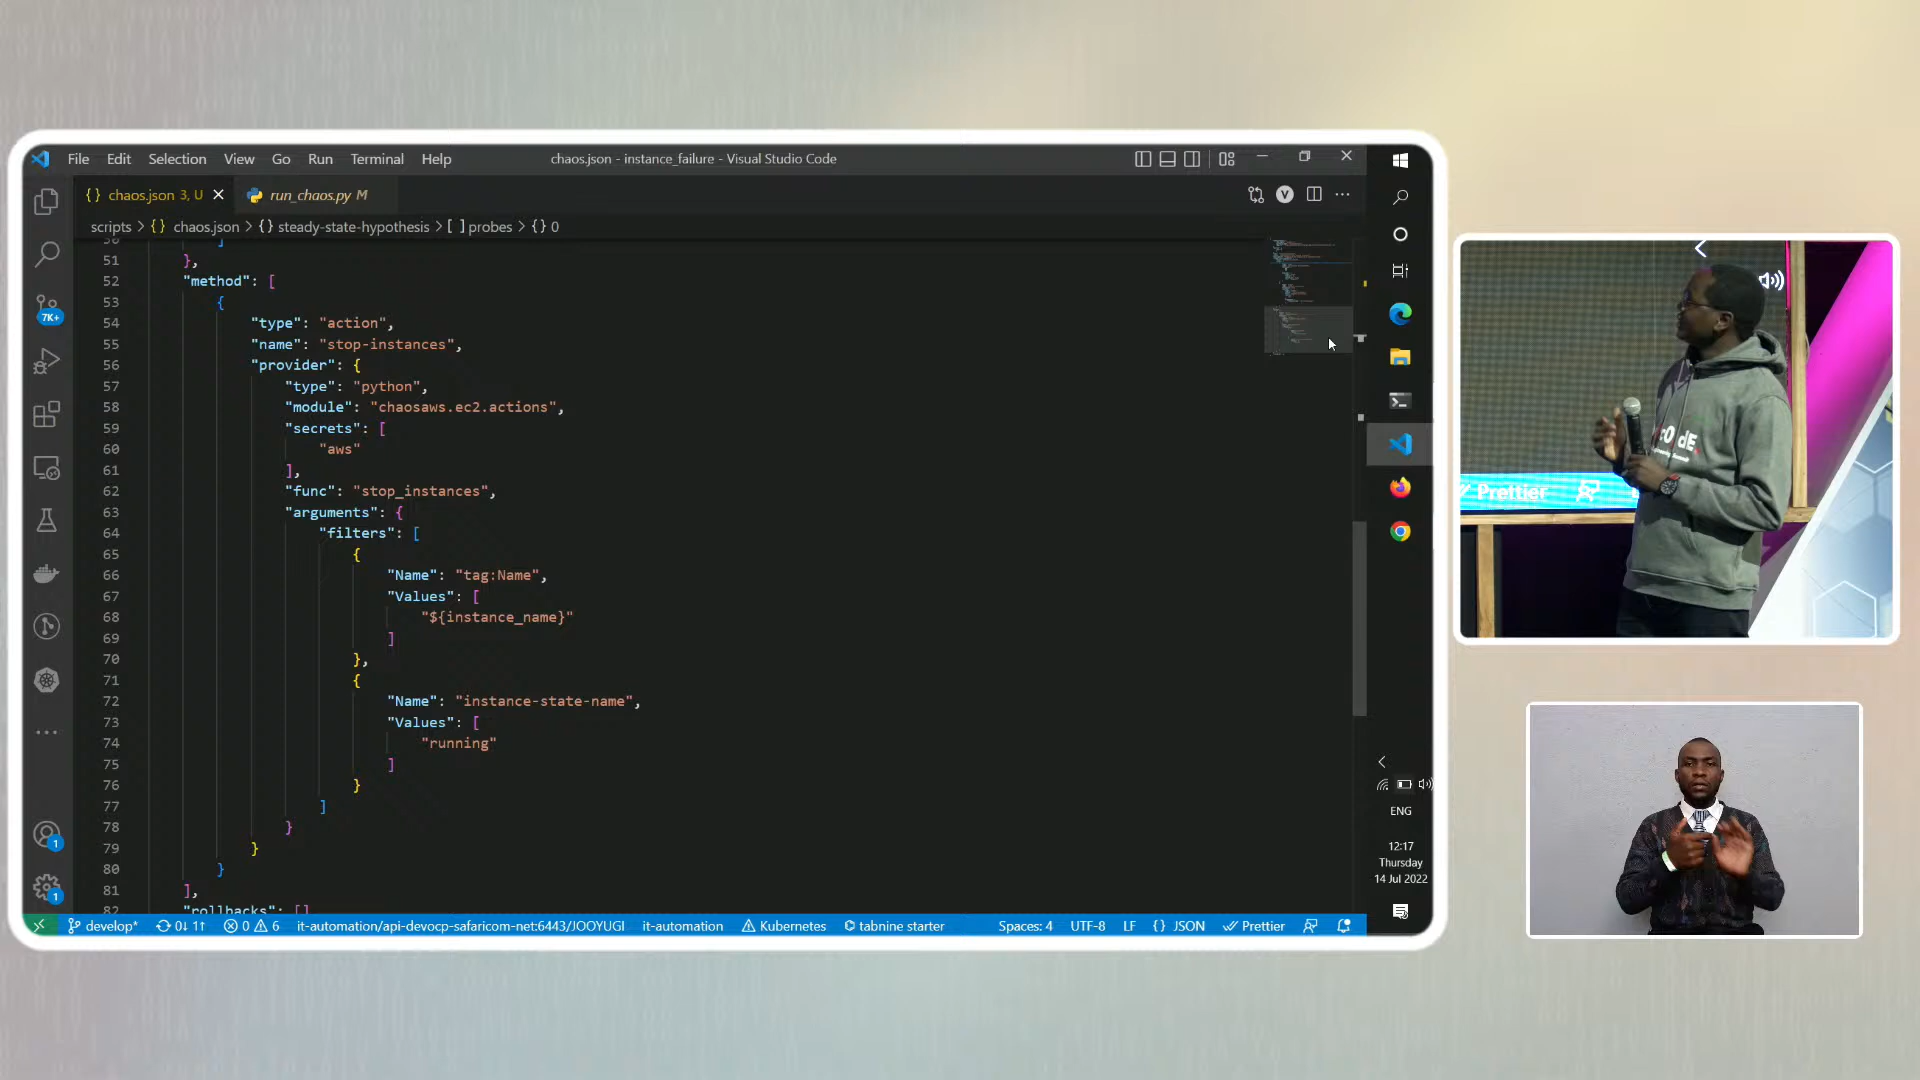 File Edit Selection View Go Run Terminal Help
chaos.json - instance_failure - Visual Studio Code
{} chaos.json 3, U
run_chaos.py M
scripts > {} chaos.json > {} steady-state-hypothesis > [ ] probes > {} 0
50 ]
51 },
52 "method": [
53 {
54 "type": "action",
55 "name": "stop-instances",
56 "provider": {
57 "type": "python",
58 "module": "chaosaws.ec2.actions",
59 "secrets": [
60 "aws"
61 ],
62 "func": "stop_instances",
63 "arguments": {
64 "filters": [
65 {
66 "Name": "tag:Name",
67 "Values": [
68 "${instance_name}"
69 ]
70 },
71 {
72 "Name": "instance-state-name",
73 "Values": [
74 "running"
75 ]
76 }
77 ]
78 }
79 }
80 }
81 ],
82 "rollbacks": []
7K+
1
1
develop* 0↓ 1↑ 0 6 it-automation/api-devocp-safaricom-net:6443/JOOYUGI it-automation Kubernetes tabnine starter Spaces: 4 UTF-8 LF {} JSON Prettier
ENG
12:17
Thursday
14 Jul 2022
Prettier